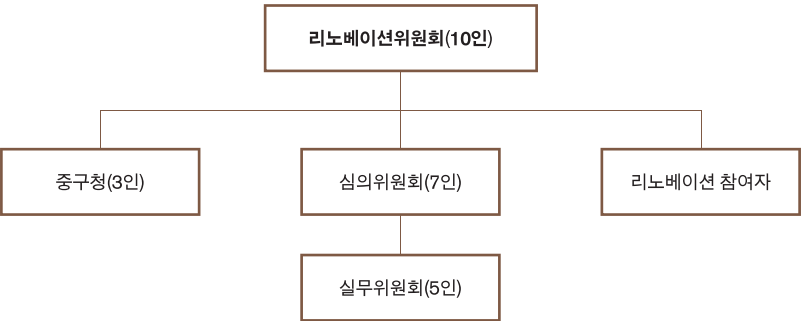 리노베이션위원회(10인)
중구청(3인)
심의위원회(7인)
리노베이션 참여자
실무위원회(5인)